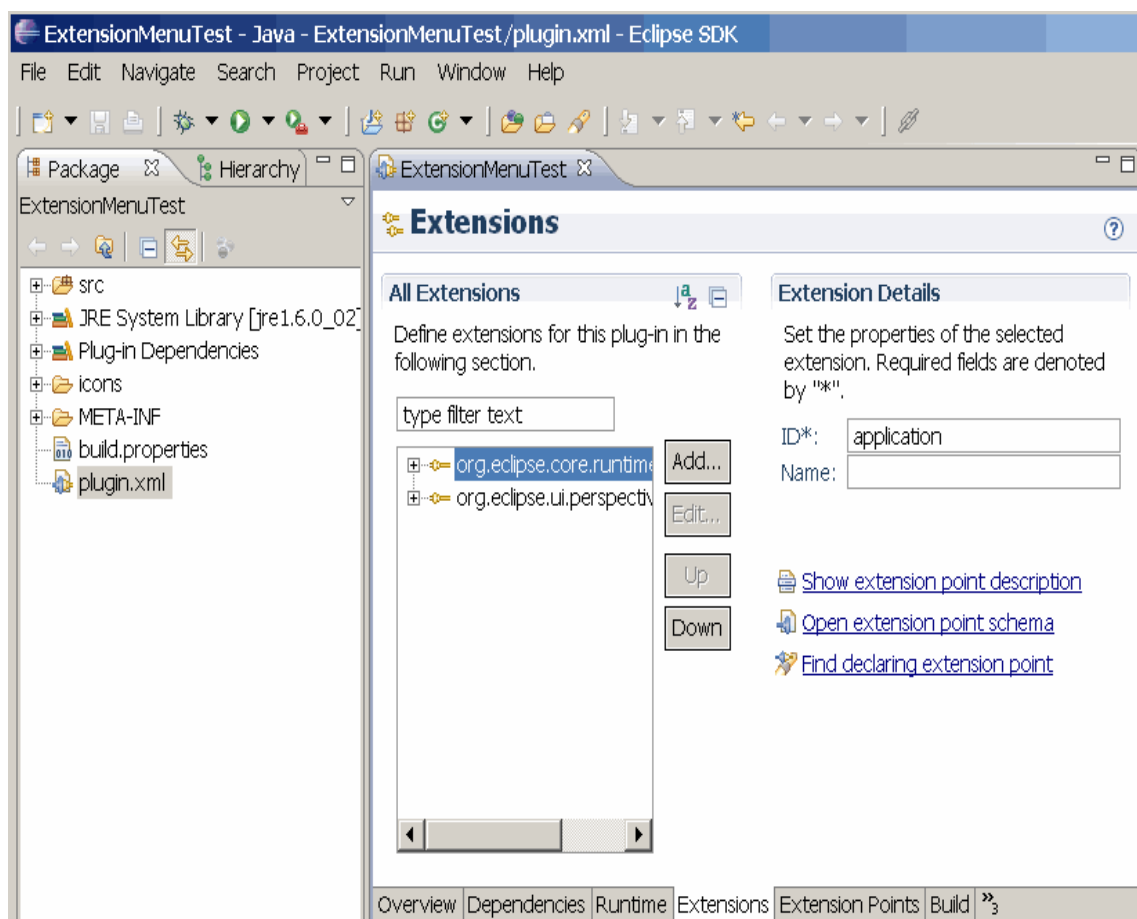 ExtensionMenuTest - Java - ExtensionMenuTest/plugin.xml - Eclipse SDK
File Edit Navigate Search Project Run Window Help
Package Hierarchy
ExtensionMenuTest
src
JRE System Library [jre1.6.0_02]
Plug-in Dependencies
icons
META-INF
build.properties
plugin.xml
ExtensionMenuTest
Extensions
All Extensions
Define extensions for this plug-in in the
following section.
type filter text
org.eclipse.core.runtime
org.eclipse.ui.perspectiv
Add...
Edit...
Up
Down
Extension Details
Set the properties of the selected
extension. Required fields are denoted
by "*".
ID*: application
Name:
Show extension point description
Open extension point schema
Find declaring extension point
Overview Dependencies Runtime Extensions Extension Points Build »3